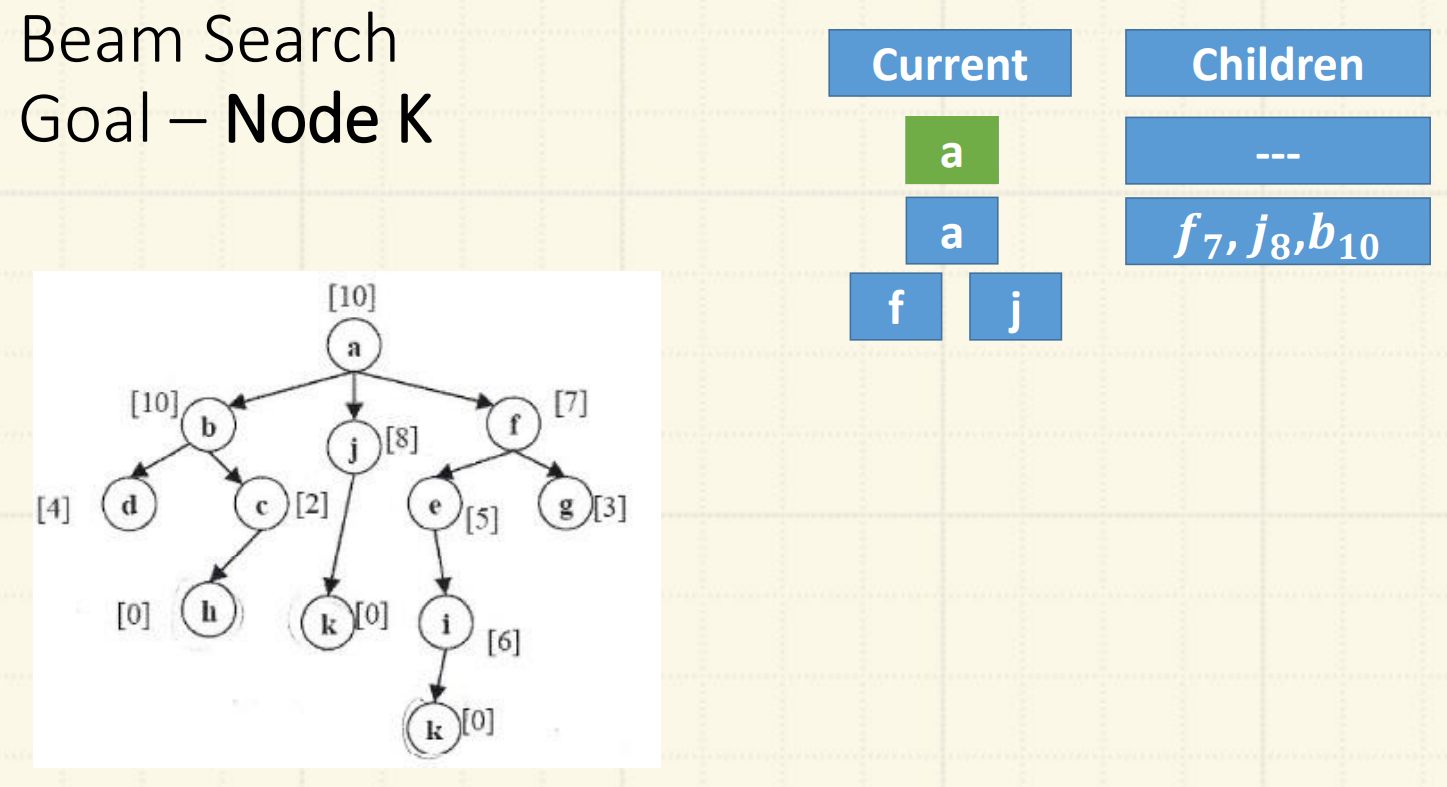 Beam Search
Goal – Node K
Current Children
a ---
a f7, j8,b10
f j
[10]
a
[10] b
j [8]
f [7]
[4] d
c [2]
e [5]
g [3]
[0] h
k [0]
i [6]
k [0]